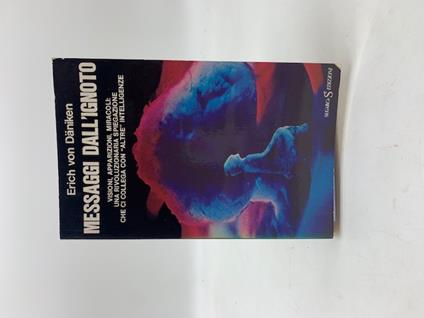 Erich von Däniken
MESSAGGI DALL'IGNOTO
VISIONI, APPARIZIONI, MIRACOLI:
UNA RIVOLUZIONARIA SPIEGAZIONE
CHE CI COLLEGA CON "ALTRE" INTELLIGENZE
SUGARCO EDIZIONI